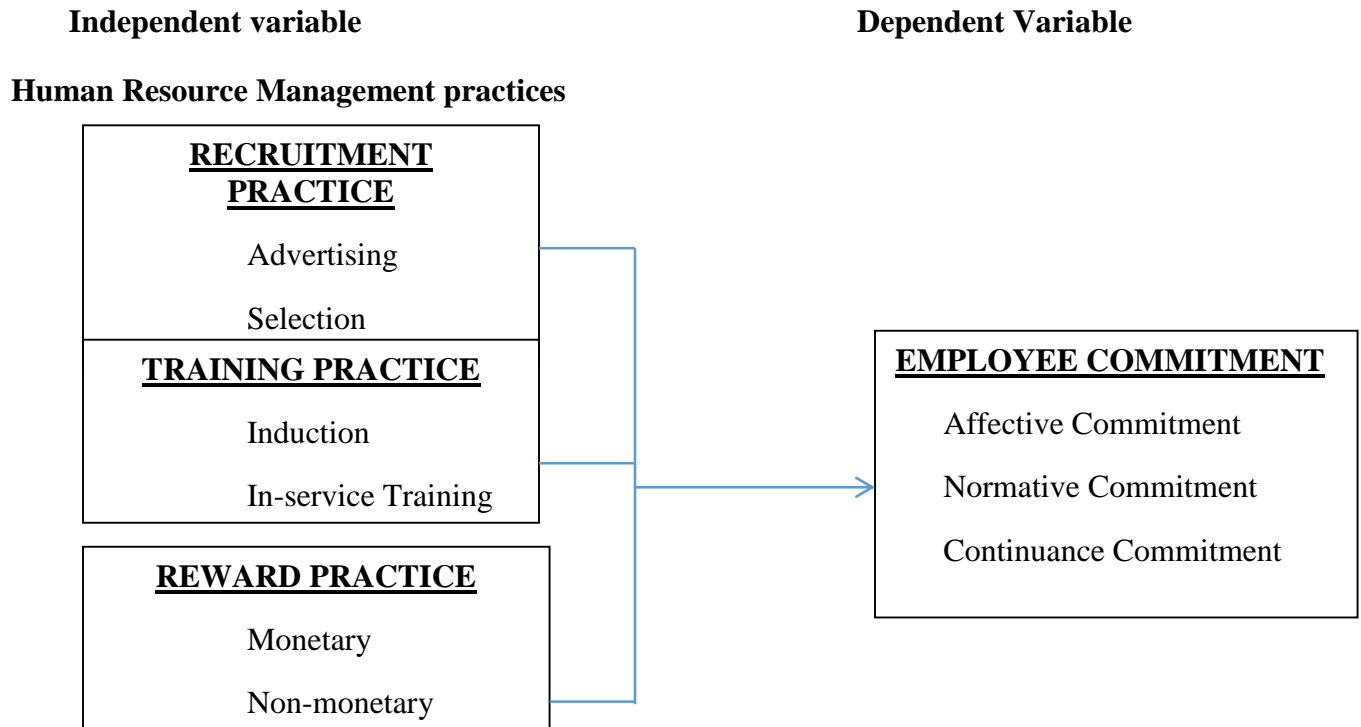 Independent variable
Dependent Variable
Human Resource Management practices
RECRUITMENT
PRACTICE
Advertising
Selection
TRAINING PRACTICE
Induction
In-service Training
REWARD PRACTICE
Monetary
Non-monetary
EMPLOYEE COMMITMENT
Affective Commitment
Normative Commitment
Continuance Commitment